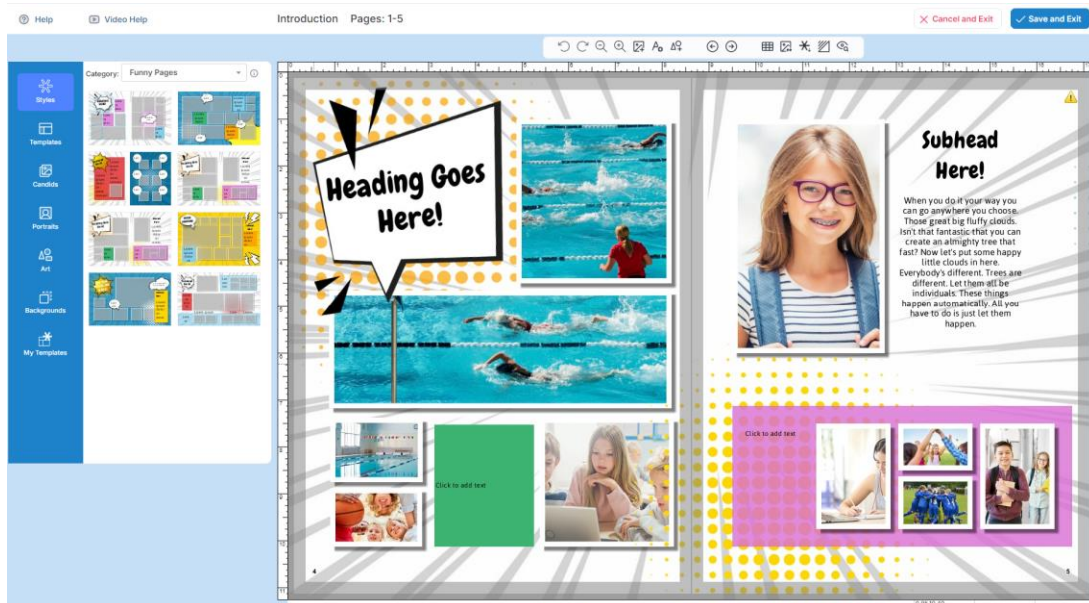 Help
Video Help
Introduction Pages: 1-5
Cancel and Exit
Save and Exit
Category:
Funny Pages
Styles
Templates
Candids
Portraits
Art
Backgrounds
My Templates
Heading Goes
Here!
Click to add text
4
Subhead
Here!
When you do it your way you
can go anywhere you choose.
Those great big fluffy clouds.
Isn't that fantastic that you can
create an almighty tree that
fast? Now let's put some happy
little clouds in here.
Everybody's different. Trees are
different. Let them all be
individuals. These things
happen automatically. All you
have to do is just let them
happen.
Click to add text
5